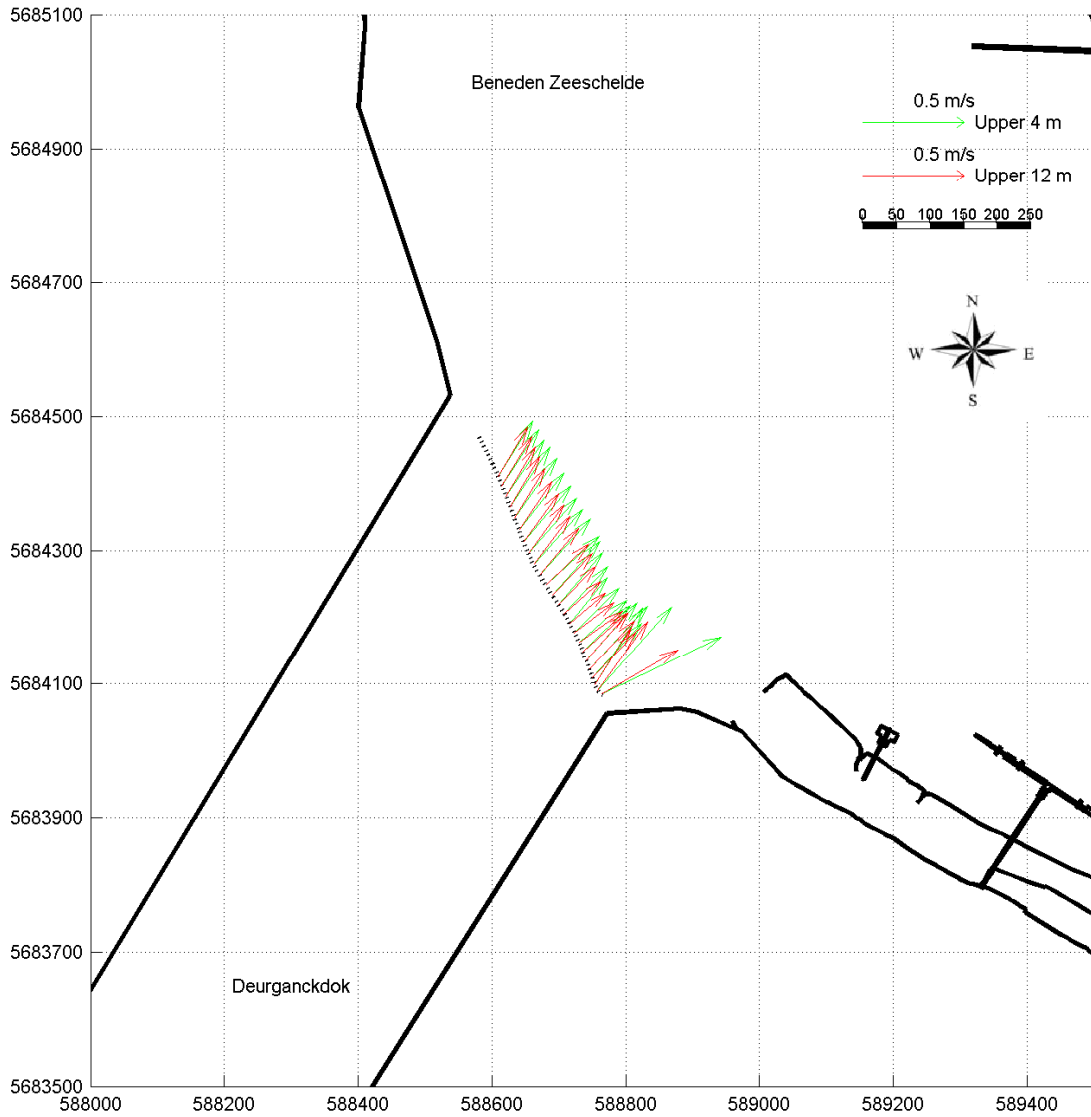 5685100
Beneden Zeeschelde
0.5 m/s
Upper 4 m
5684900
0.5 m/s
Upper 12 m
0 50 100 150 200 250
5684700
N
W E
S
5684500
5684300
5684100
5683900
5683700
Deurganckdok
5683500
588000 588200 588400 588600 588800 589000 589200 589400